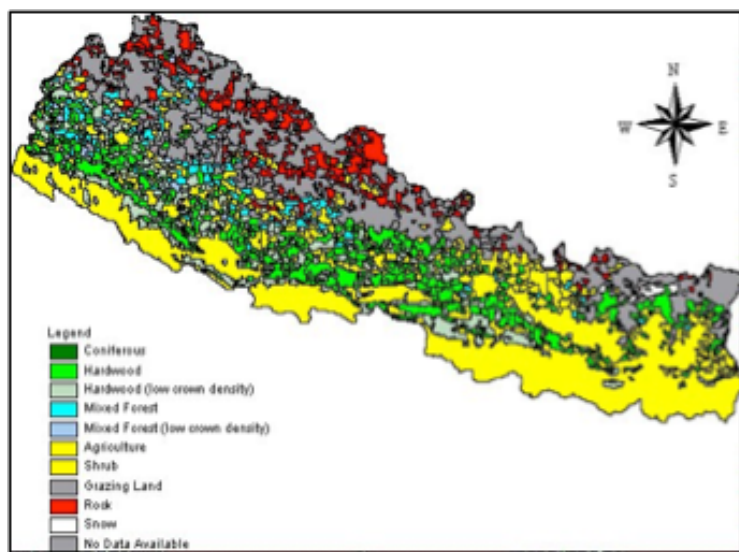 N
W E
S
Legend
Coniferous
Hardwood
Hardwood (low crown density)
Mixed Forest
Mixed Forest (low crown density)
Agriculture
Shrub
Grazing Land
Rock
Snow
No Data Available